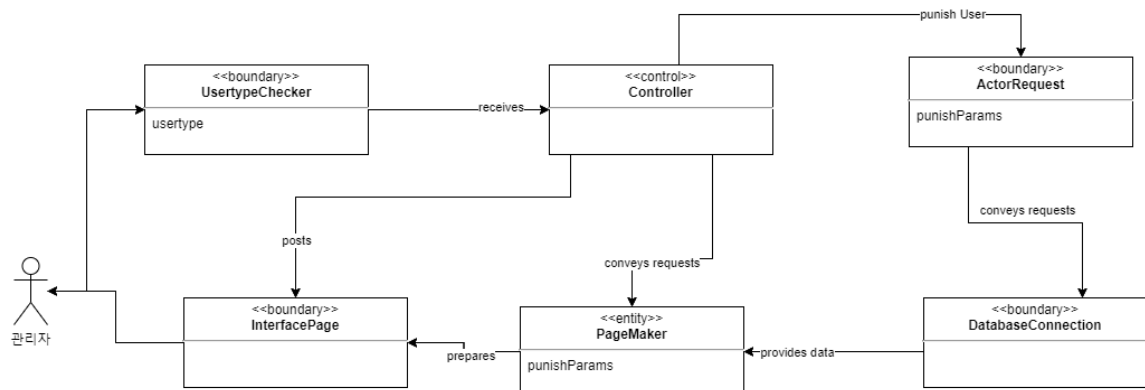 punish User
<<boundary>>
UsertypeChecker
usertype
receives
<<control>>
Controller
<<boundary>>
ActorRequest
punishParams
posts
conveys requests
conveys requests
관리자
<<boundary>>
InterfacePage
prepares
<<entity>>
PageMaker
punishParams
provides data
<<boundary>>
DatabaseConnection